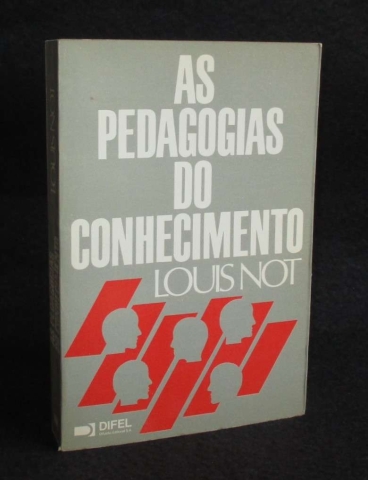 AS
PEDAGOGIAS
DO
CONHECIMENTO
LOUIS NOT
DIFEL